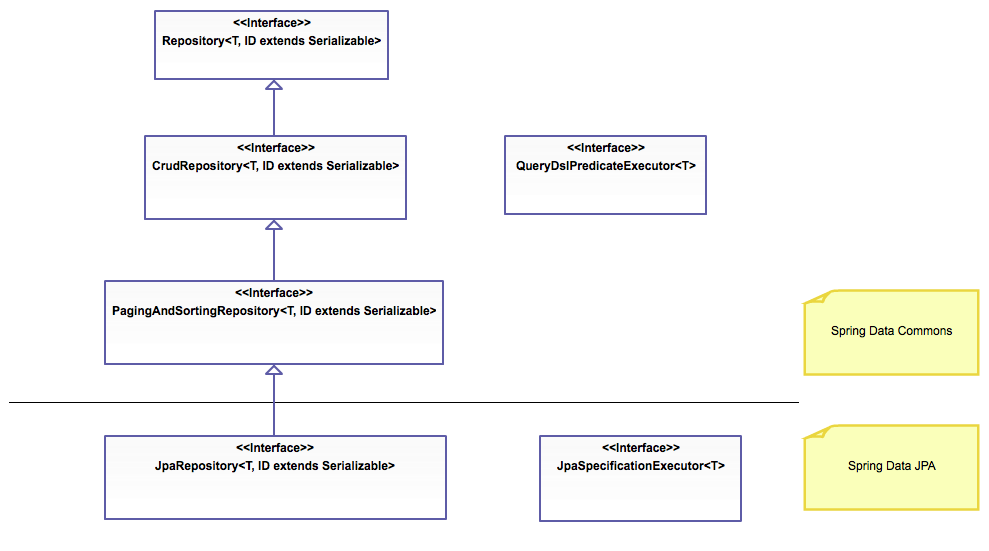 <<Interface>>
Repository<T, ID extends Serializable>
<<Interface>>
CrudRepository<T, ID extends Serializable>
<<Interface>>
QueryDslPredicateExecutor<T>
<<Interface>>
PagingAndSortingRepository<T, ID extends Serializable>
Spring Data Commons
<<Interface>>
JpaRepository<T, ID extends Serializable>
<<Interface>>
JpaSpecificationExecutor<T>
Spring Data JPA